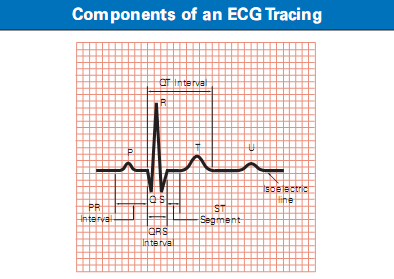 Components of an ECG Tracing
QT Interval
R
P
T
U
Q S
Isoelectric
line
PR
Interval
ST
Segment
QRS
Interval